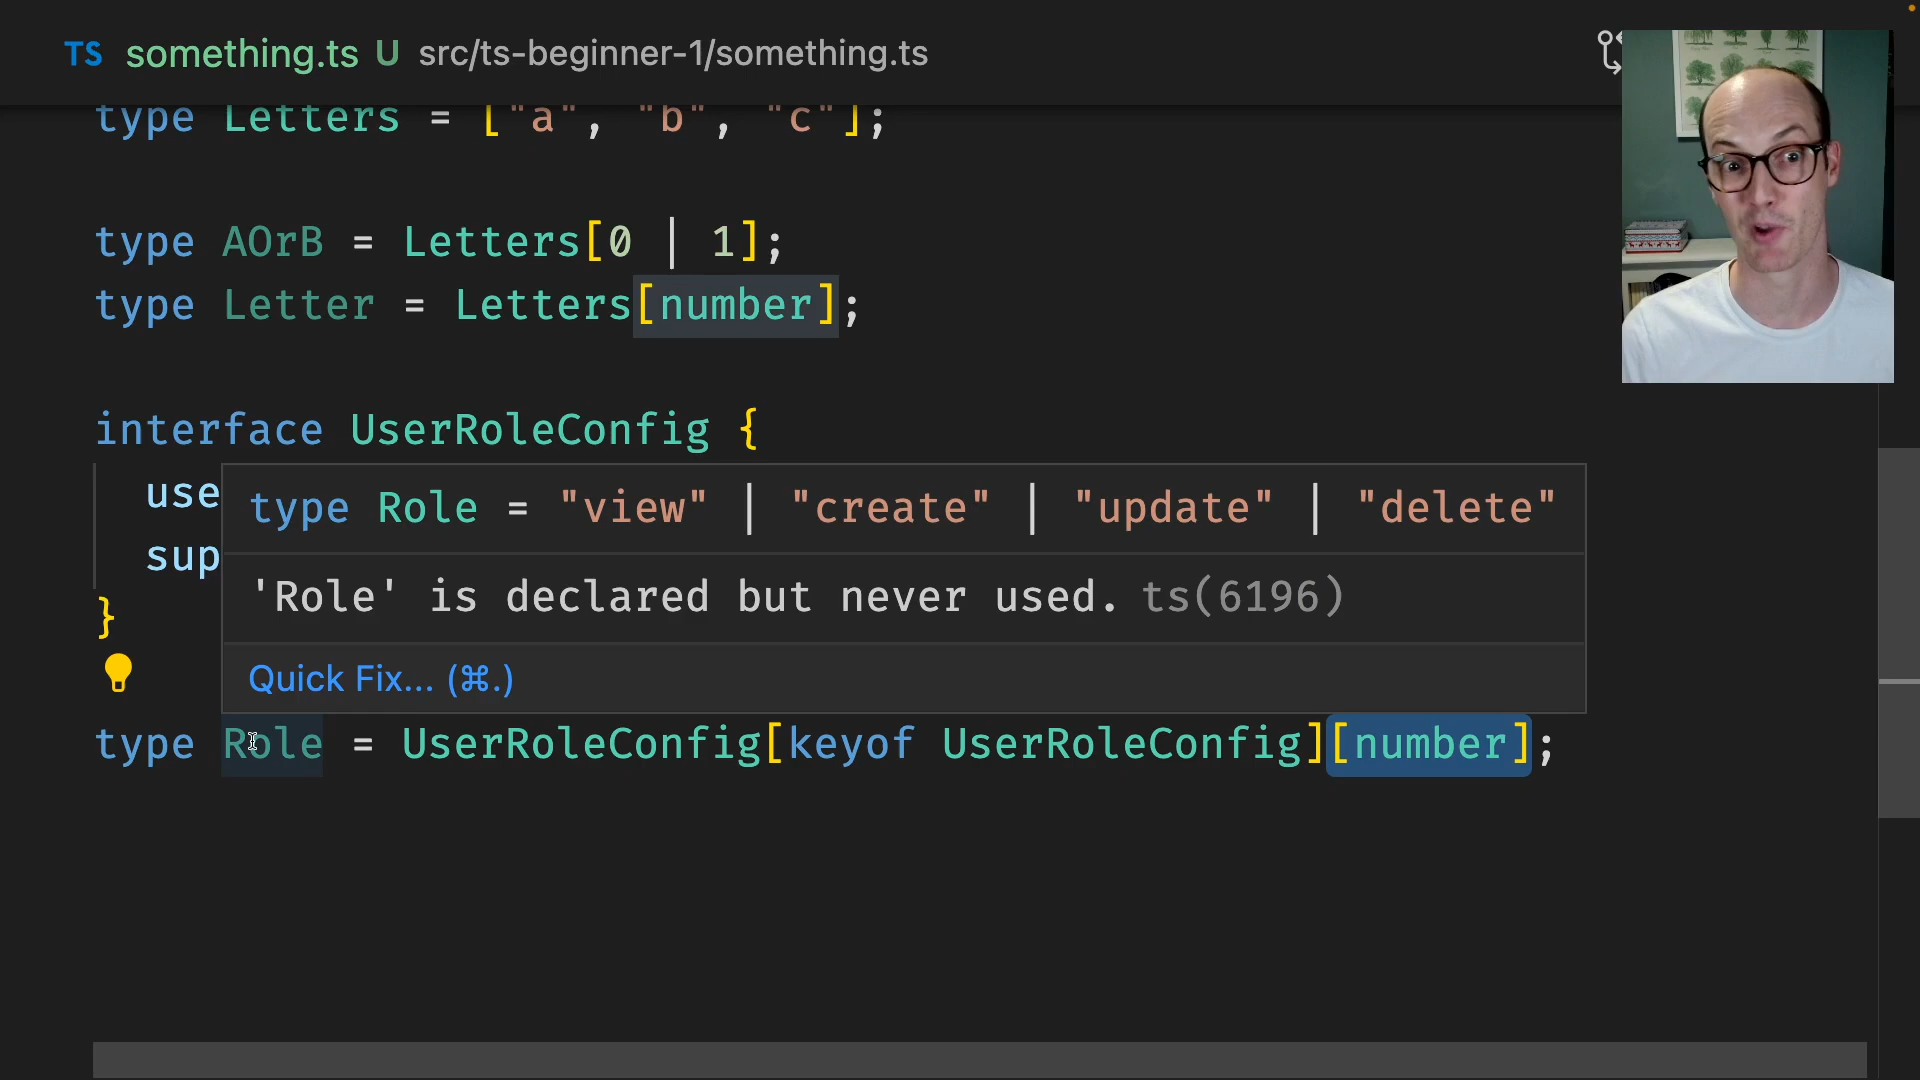 TS something.ts U src/ts-beginner-1/something.ts
type Letters = ["a", "b", "c"];
type AOrB = Letters[0 | 1];
type Letter = Letters[number];
interface UserRoleConfig {
use
sup
type Role = "view" | "create" | "update" | "delete"
'Role' is declared but never used. ts(6196)
Quick Fix... (⌘.)
}
type Role = UserRoleConfig[keyof UserRoleConfig][number];